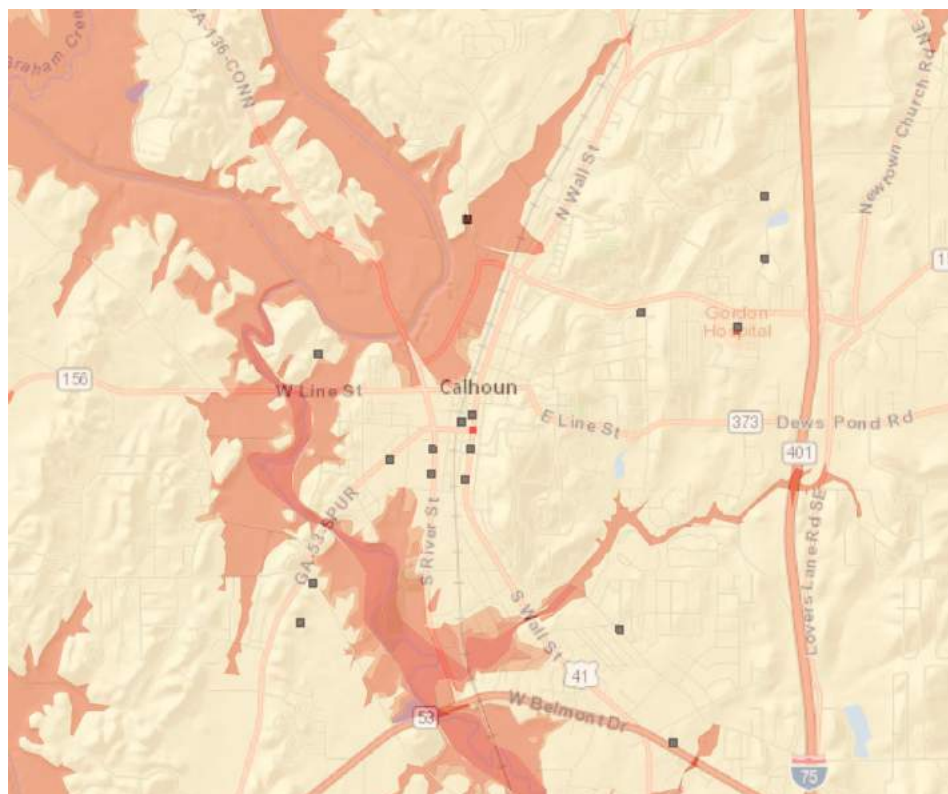 Graham Cree
GA-136-CONN
Newtown Church Rd NE
N Wall St
1
Gordon
Hospital
156
W Line St
Calhoun
E Line St
373
Dews Pond Rd
401
GA-53-SPUR
S River St
Lovers Lane Rd SE
S Wall St
41
53
W Belmont Dr
75